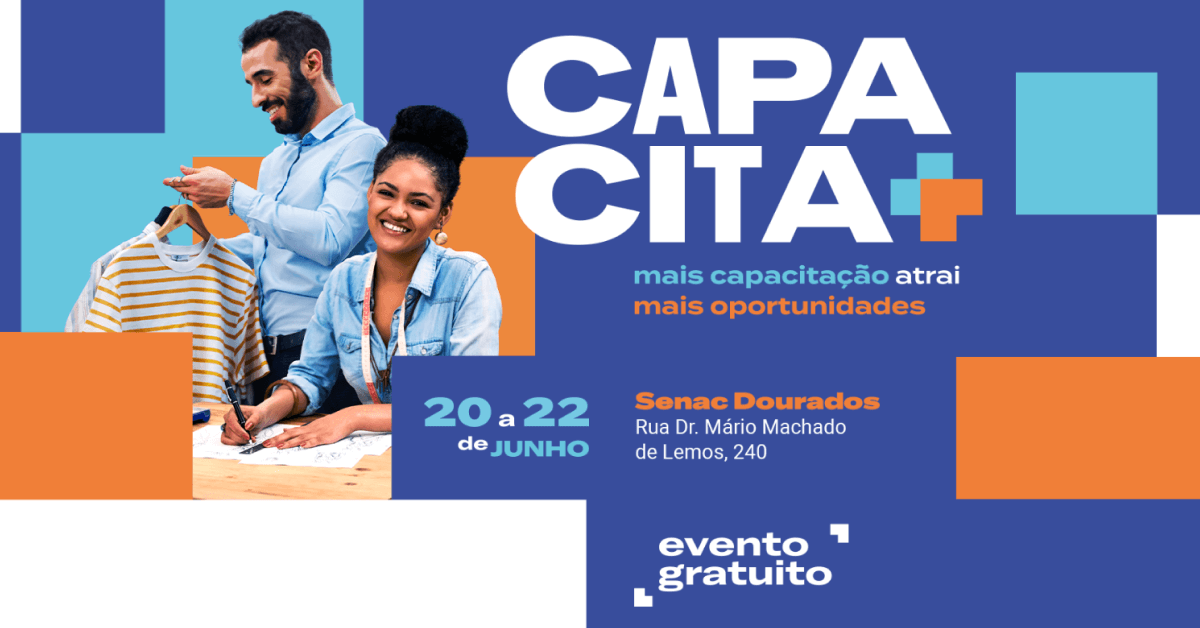 CAPA
CITA+
mais capacitação atrai
mais oportunidades
20 a 22
de JUNHO
Senac Dourados
Rua Dr. Mário Machado
de Lemos, 240
evento
gratuito